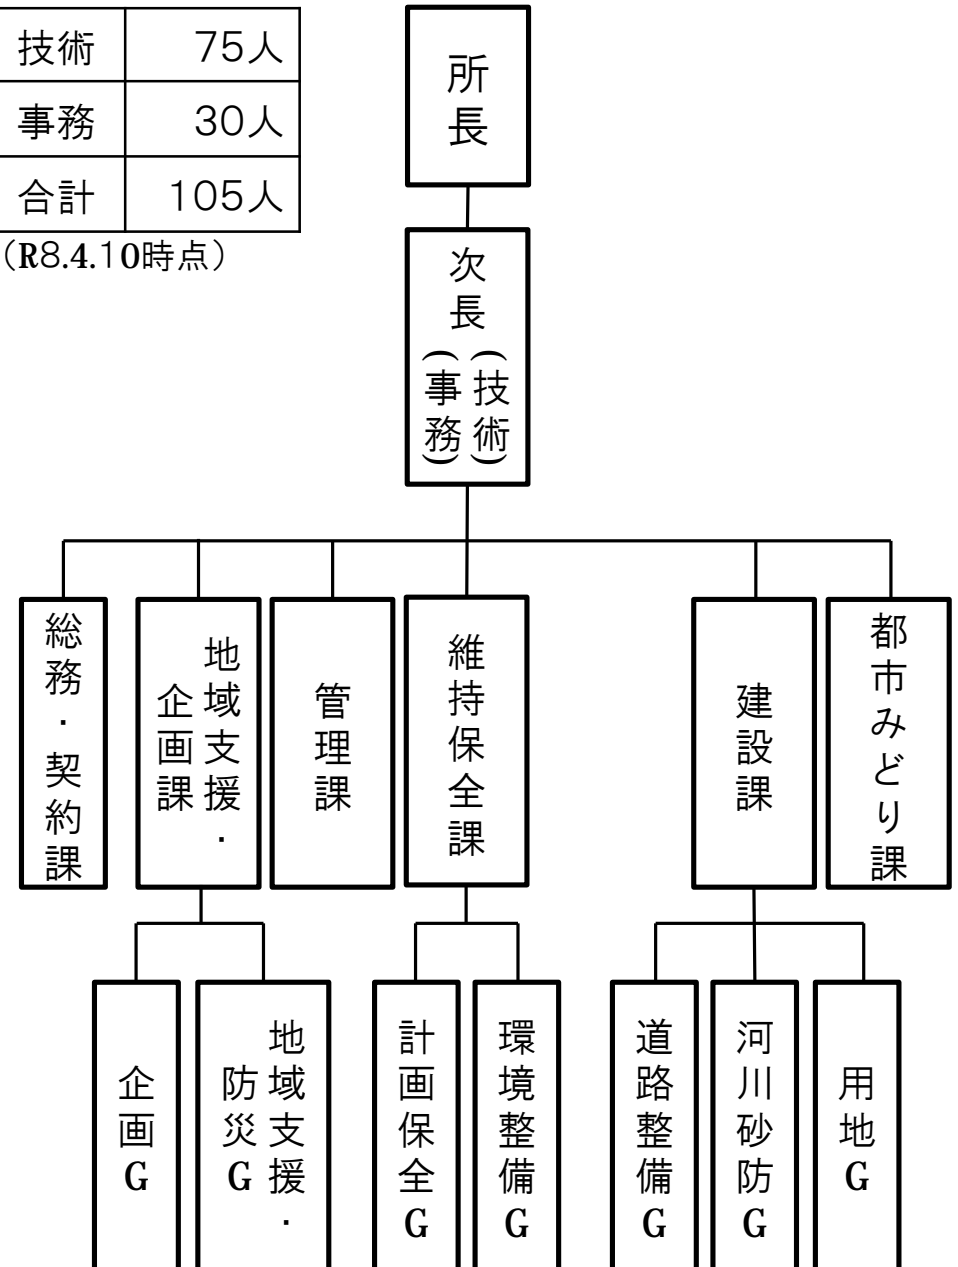 技術 75人
事務 30人
合計 105人
（R8.4.10時点）
所長
次長
（技術）
（事務）
総務・契約課
地域支援・
企画課
管理課
維持保全課
建設課
都市みどり課
企画G
地域支援・
防災G
計画保全G
環境整備G
道路整備G
河川砂防G
用地G